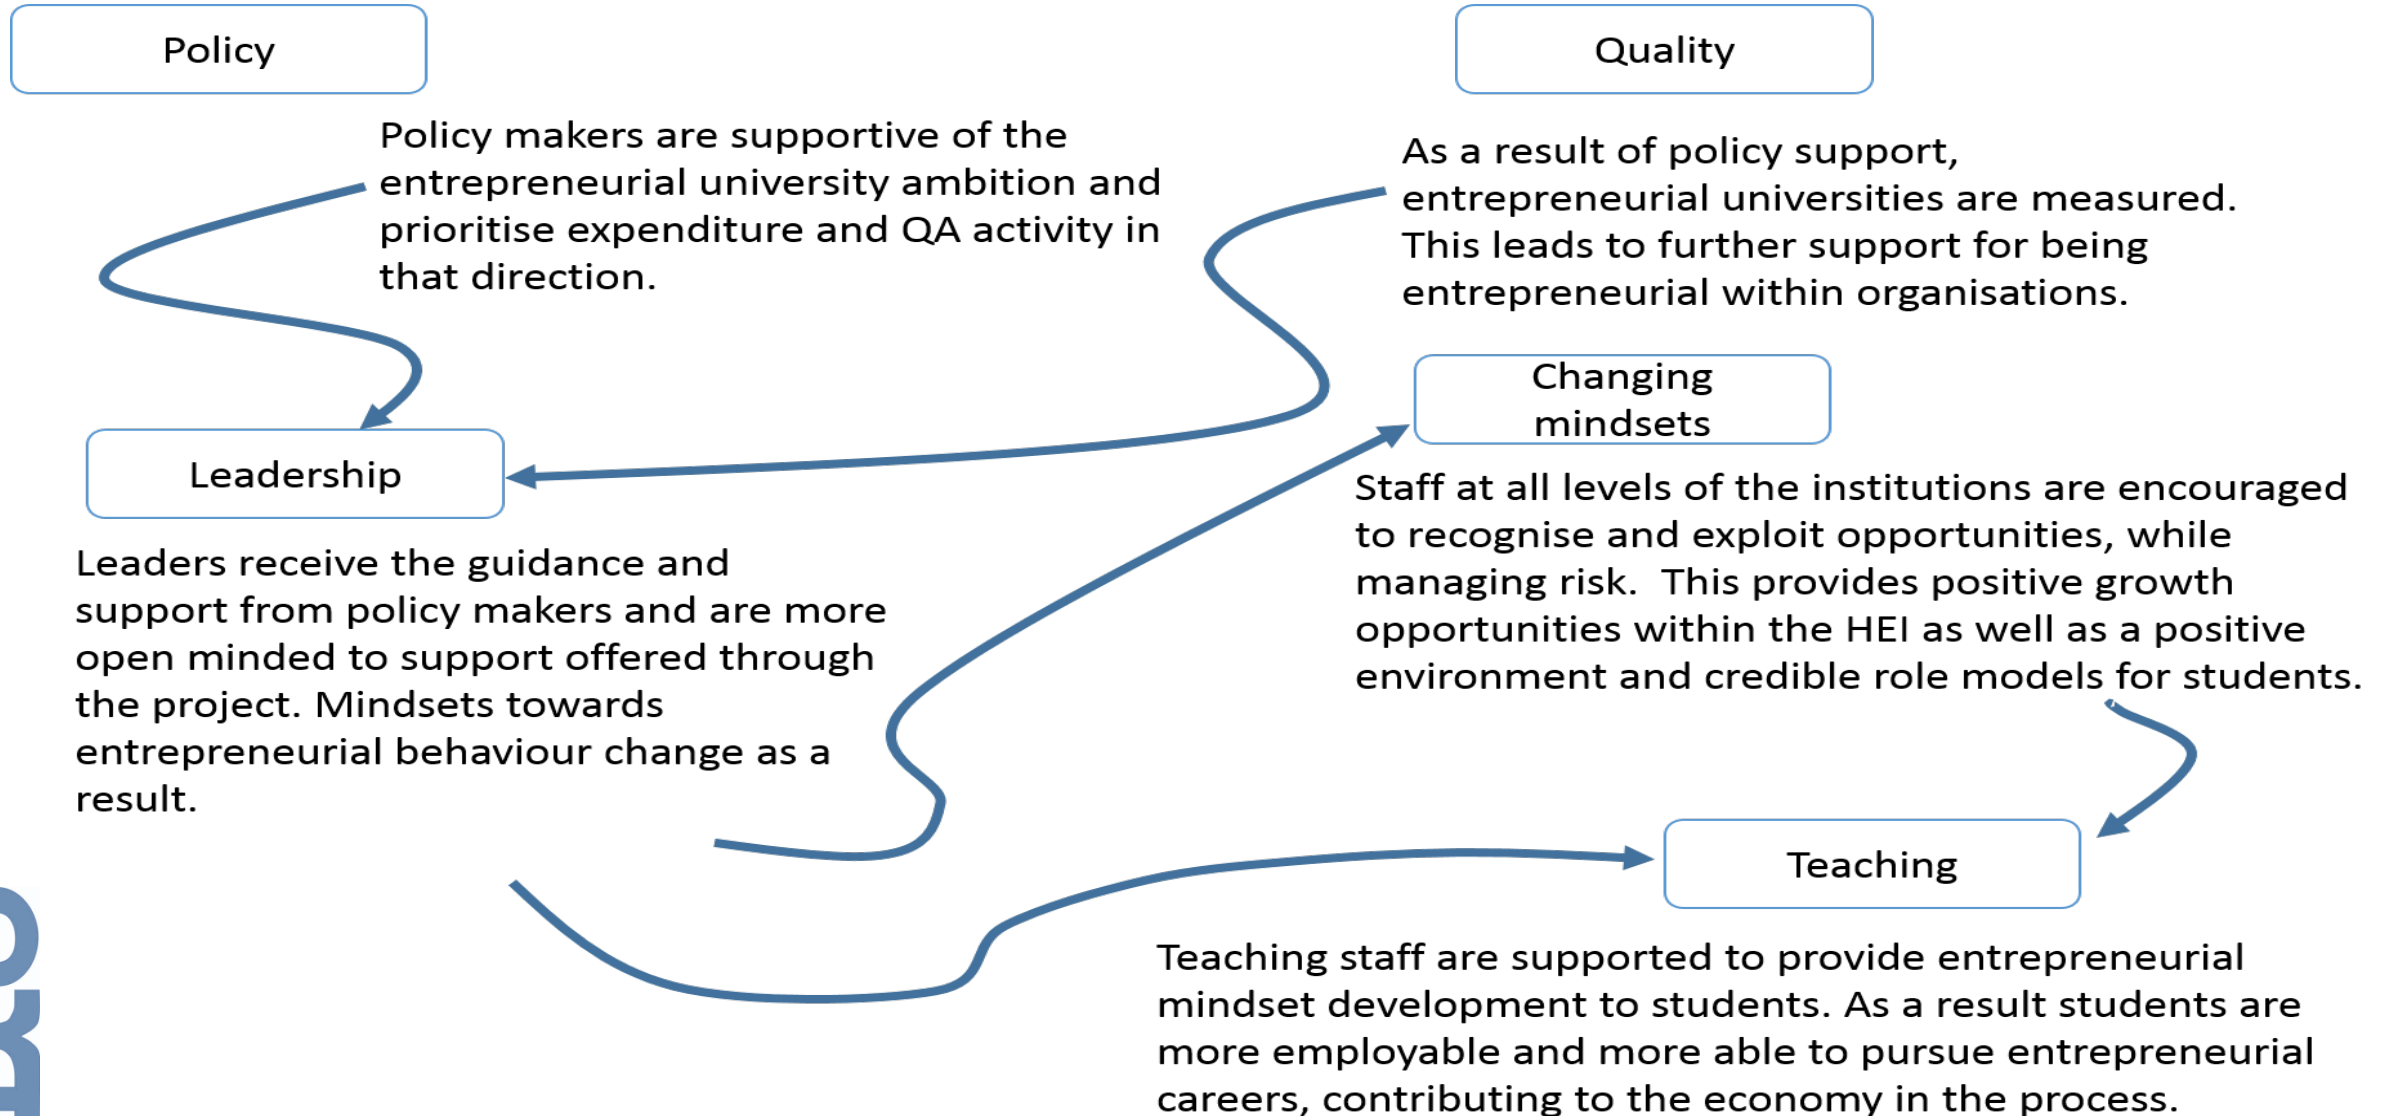 Policy
Policy makers are supportive of the
entrepreneurial university ambition and
prioritise expenditure and QA activity in
that direction.
Quality
As a result of policy support,
entrepreneurial universities are measured.
This leads to further support for being
entrepreneurial within organisations.
Leadership
Leaders receive the guidance and
support from policy makers and are more
open minded to support offered through
the project. Mindsets towards
entrepreneurial behaviour change as a
result.
Changing
mindsets
Staff at all levels of the institutions are encouraged
to recognise and exploit opportunities, while
managing risk.  This provides positive growth
opportunities within the HEI as well as a positive
environment and credible role models for students.
Teaching
Teaching staff are supported to provide entrepreneurial
mindset development to students. As a result students are
more employable and more able to pursue entrepreneurial
careers, contributing to the economy in the process.